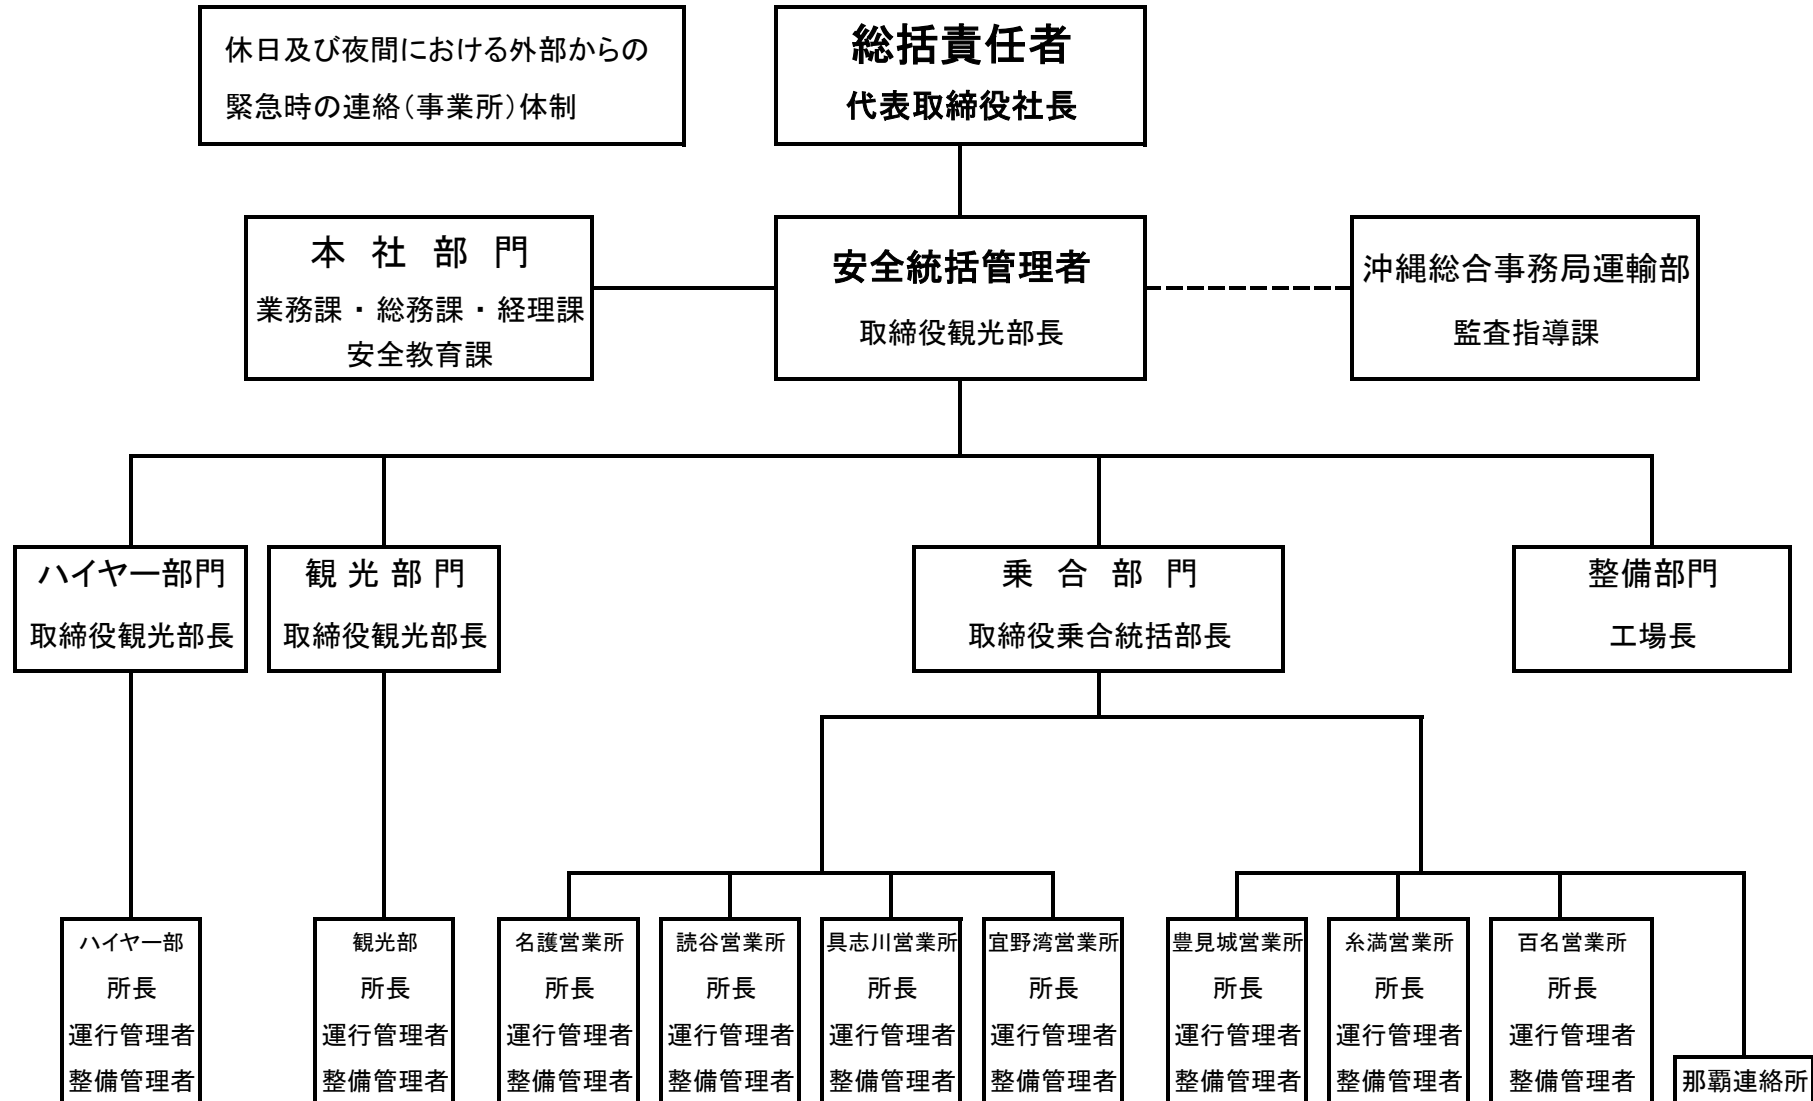 休日及び夜間における外部からの
緊急時の連絡（事業所）体制
総括責任者
代表取締役社長
本社部門
業務課・総務課・経理課
安全教育課
安全統括管理者
取締役観光部長
沖縄総合事務局運輸部
監査指導課
ハイヤー部門
取締役観光部長
観光部門
取締役観光部長
乗合部門
取締役乗合統括部長
整備部門
工場長
ハイヤー部
所長
運行管理者
整備管理者
観光部
所長
運行管理者
整備管理者
名護営業所
所長
運行管理者
整備管理者
読谷営業所
所長
運行管理者
整備管理者
具志川営業所
所長
運行管理者
整備管理者
宜野湾営業所
所長
運行管理者
整備管理者
豊見城営業所
所長
運行管理者
整備管理者
糸満営業所
所長
運行管理者
整備管理者
百名営業所
所長
運行管理者
整備管理者
那覇連絡所